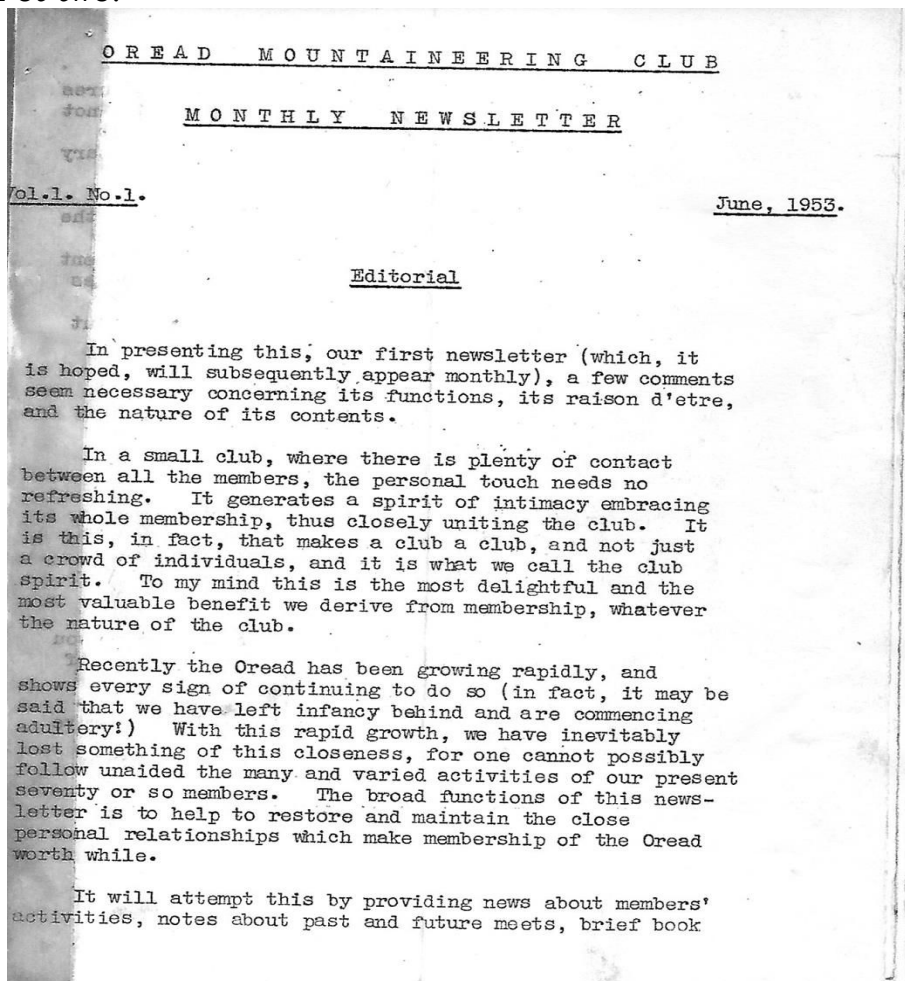 OREAD MOUNTAINEERING CLUB
MONTHLY NEWSLETTER
Vol.1. No.1.
June, 1953.
Editorial
In presenting this, our first newsletter (which, it
is hoped, will subsequently appear monthly), a few comments
seem necessary concerning its functions, its raison d'etre,
and the nature of its contents.
In a small club, where there is plenty of contact
between all the members, the personal touch needs no
refreshing. It generates a spirit of intimacy embracing
its whole membership, thus closely uniting the club. It
is this, in fact, that makes a club a club, and not just
a crowd of individuals, and it is what we call the club
spirit. To my mind this is the most delightful and the
most valuable benefit we derive from membership, whatever
the nature of the club.
Recently the Oread has been growing rapidly, and
shows every sign of continuing to do so (in fact, it may be
said that we have left infancy behind and are commencing
adultery!) With this rapid growth, we have inevitably
lost something of this closeness, for one cannot possibly
follow unaided the many and varied activities of our present
seventy or so members. The broad functions of this news-
letter is to help to restore and maintain the close
personal relationships which make membership of the Oread
worth while.
It will attempt this by providing news about members'
activities, notes about past and future meets, brief book